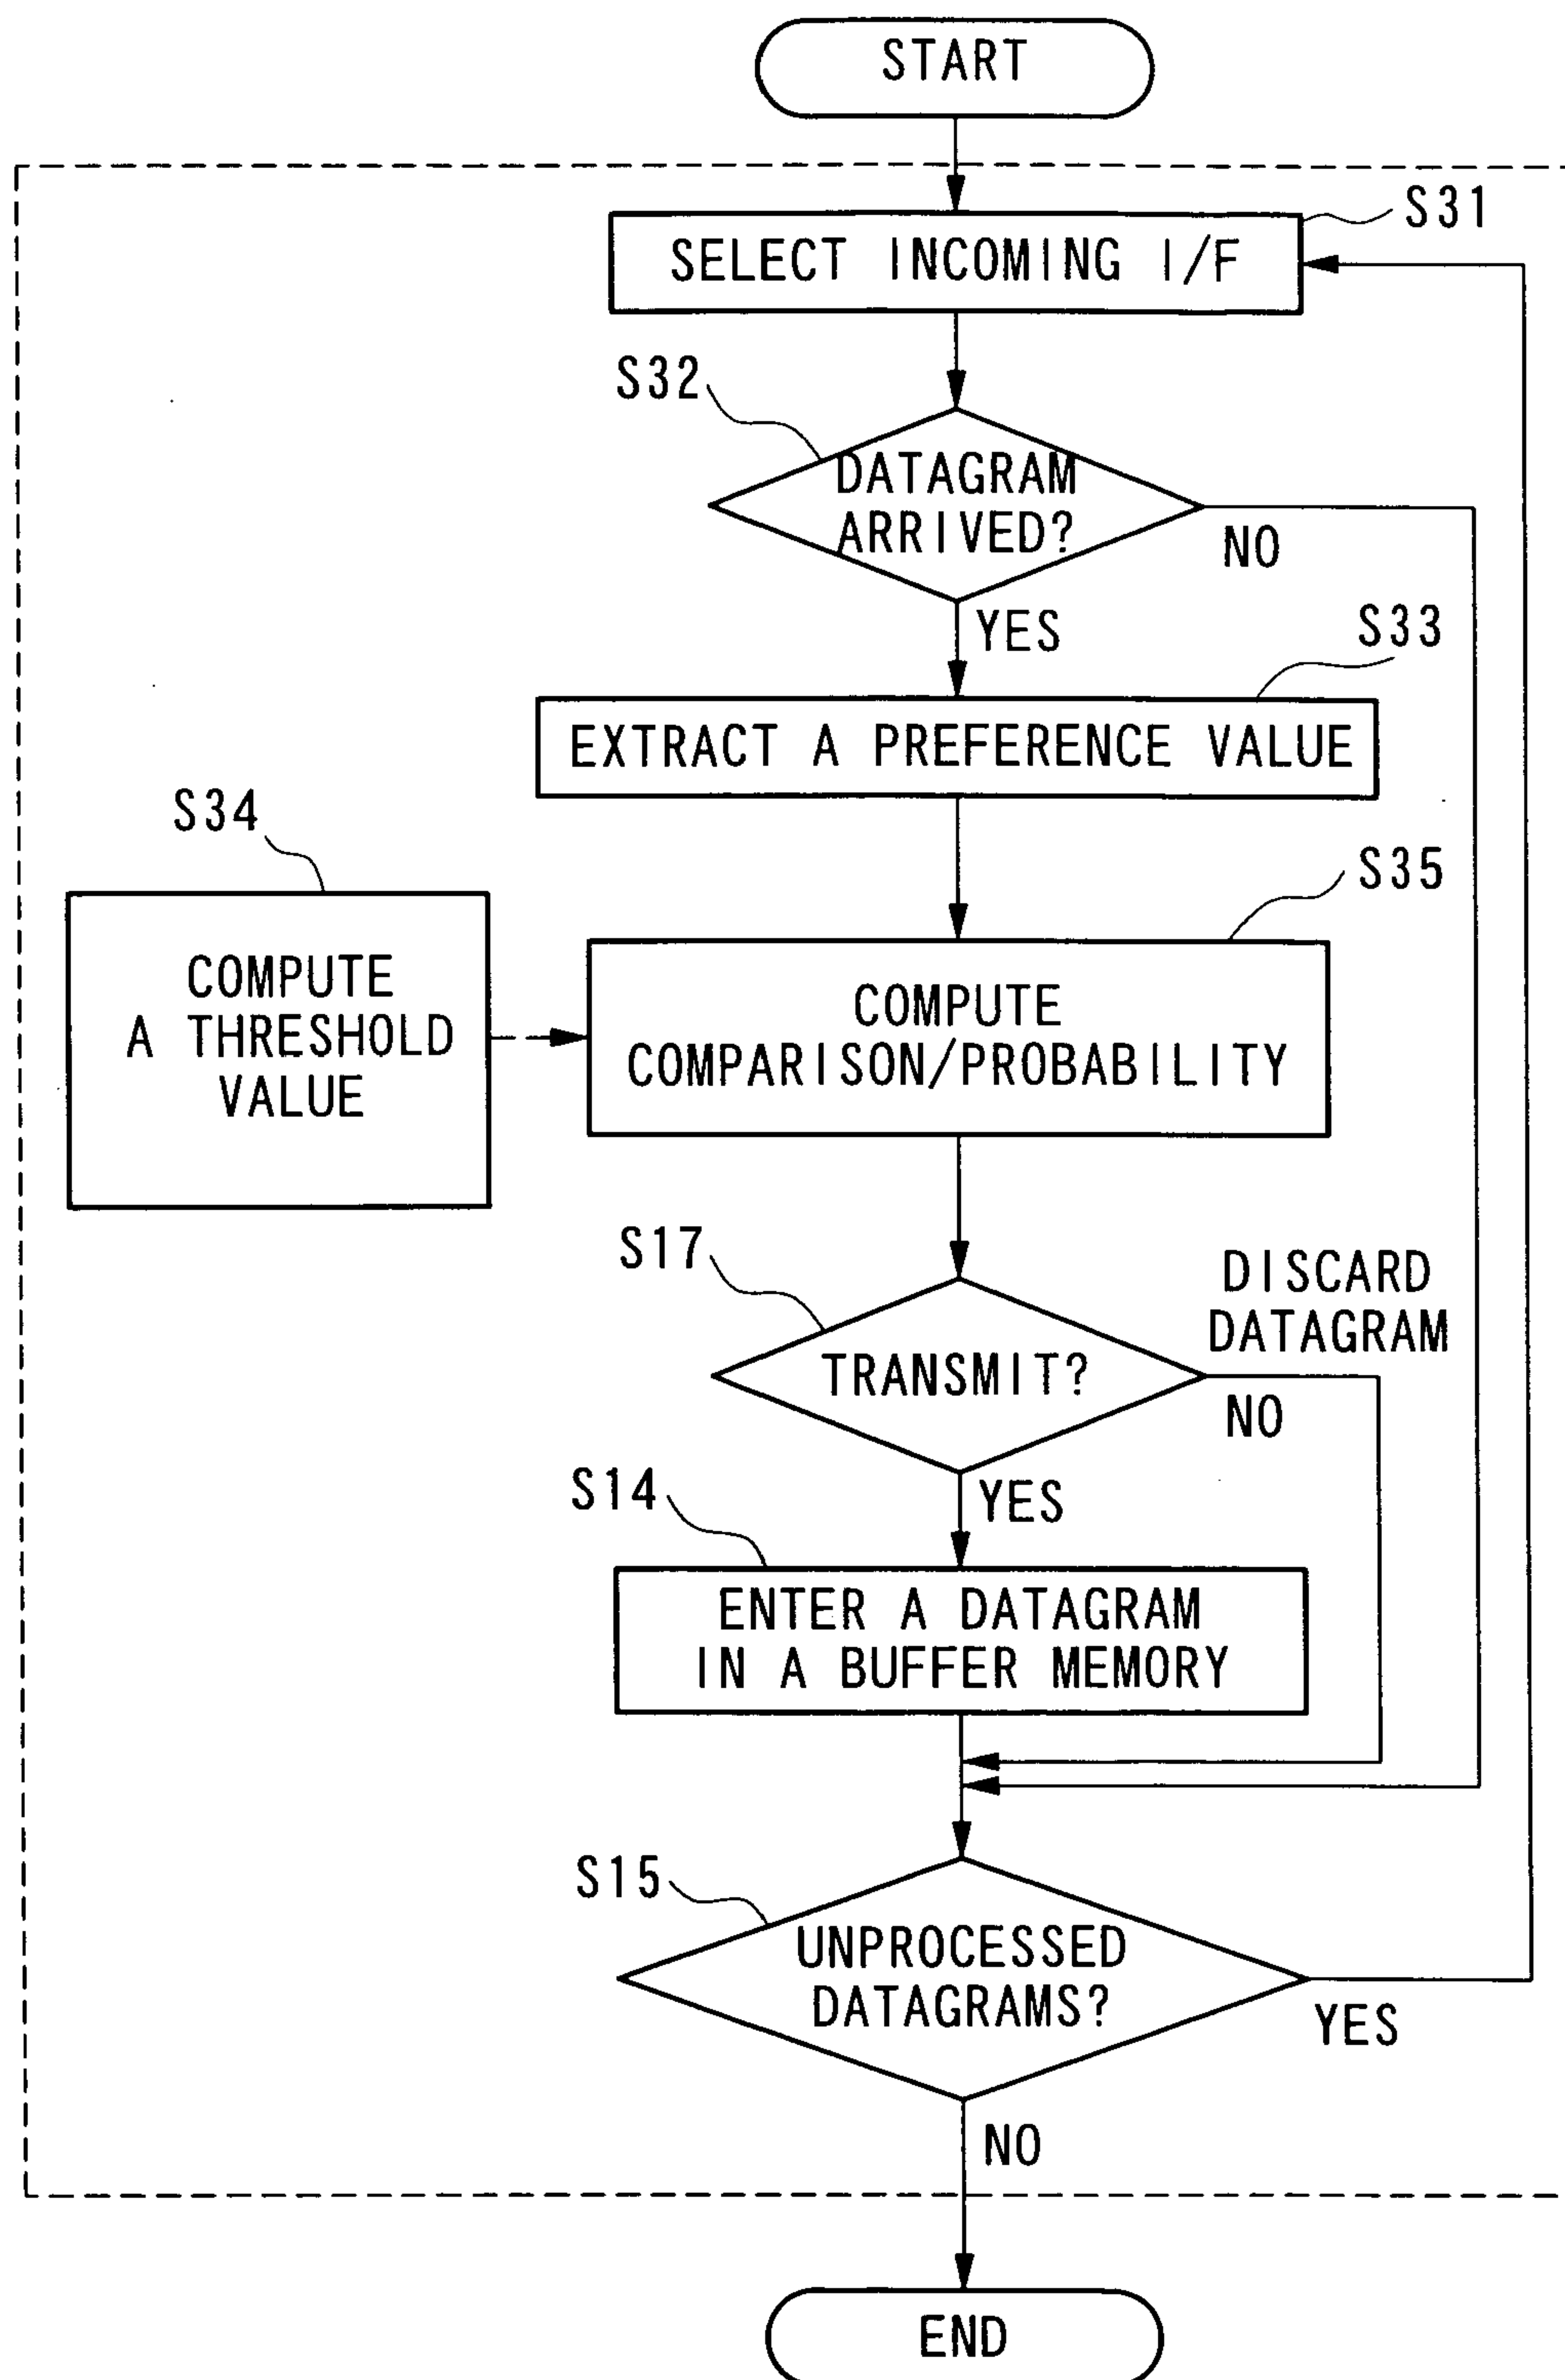 START
S31
SELECT INCOMING I/F
S32
DATAGRAM
ARRIVED?
NO
YES
S33
EXTRACT A PREFERENCE VALUE
S34
COMPUTE
A THRESHOLD
VALUE
S35
COMPUTE
COMPARISON/PROBABILITY
S17
DISCARD
DATAGRAM
TRANSMIT?
NO
YES
S14
ENTER A DATAGRAM
IN A BUFFER MEMORY
S15
UNPROCESSED
DATAGRAMS?
YES
NO
END